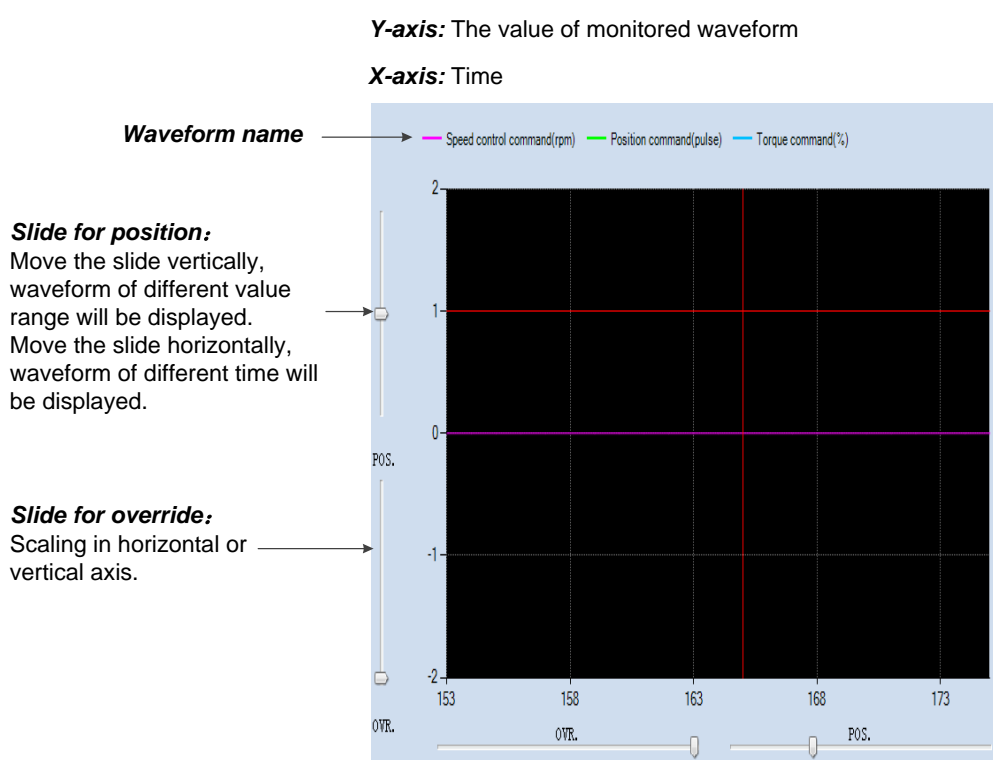 Y-axis: The value of monitored waveform
X-axis: Time
Waveform name
Speed control command(rpm) Position command(pulse) Torque command(%)
Slide for position：
Move the slide vertically,
waveform of different value
range will be displayed.
Move the slide horizontally,
waveform of different time will
be displayed.
Slide for override：
Scaling in horizontal or
vertical axis.
2
1
0
-1
-2
POS.
OVR.
153 158 163 168 173
OVR. POS.